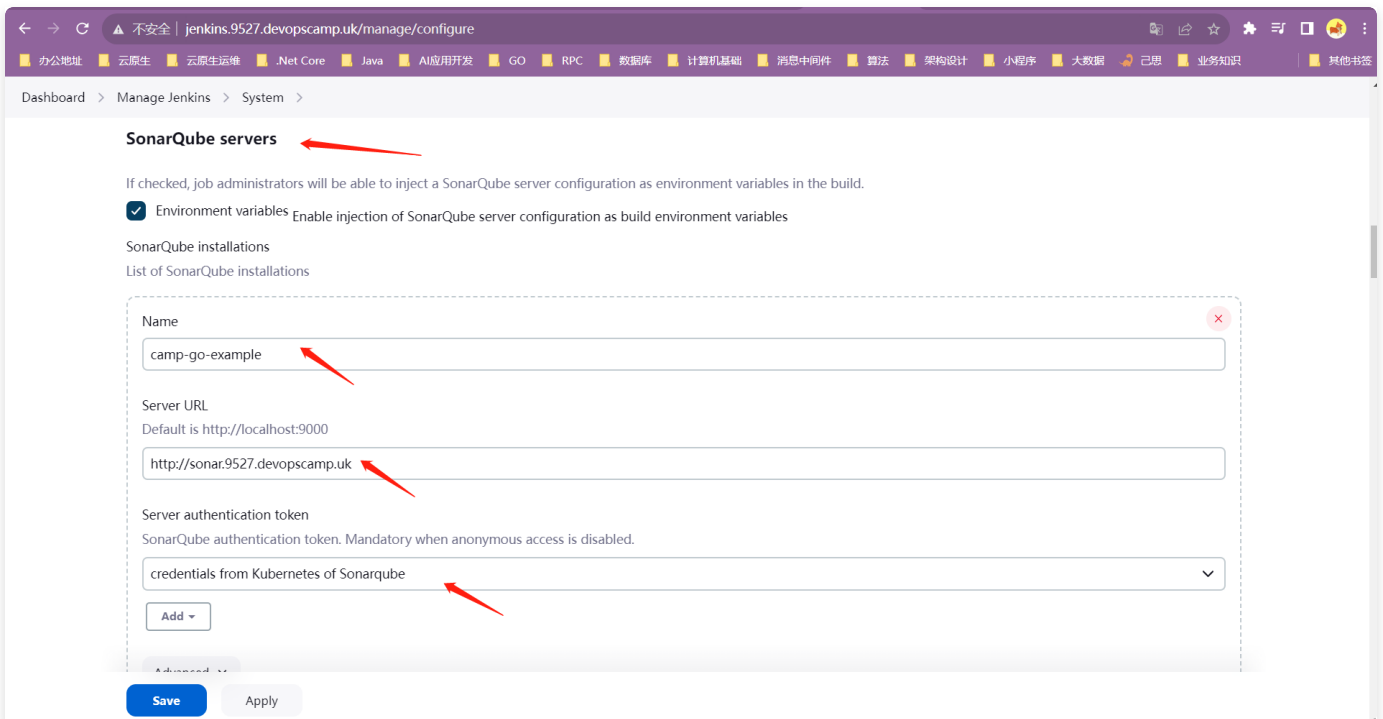 不安全 | jenkins.9527.devopscamp.uk/manage/configure
办公地址 云原生 云原生运维 .Net Core Java AI应用开发 GO RPC 数据库 计算机基础 消息中间件 算法 架构设计 小程序 大数据 己思 业务知识 其他书签
Dashboard > Manage Jenkins > System >
SonarQube servers
If checked, job administrators will be able to inject a SonarQube server configuration as environment variables in the build.
Environment variables Enable injection of SonarQube server configuration as build environment variables
SonarQube installations
List of SonarQube installations
Name
camp-go-example
Server URL
Default is http://localhost:9000
http://sonar.9527.devopscamp.uk
Server authentication token
SonarQube authentication token. Mandatory when anonymous access is disabled.
credentials from Kubernetes of Sonarqube
Add
Advanced
Save Apply